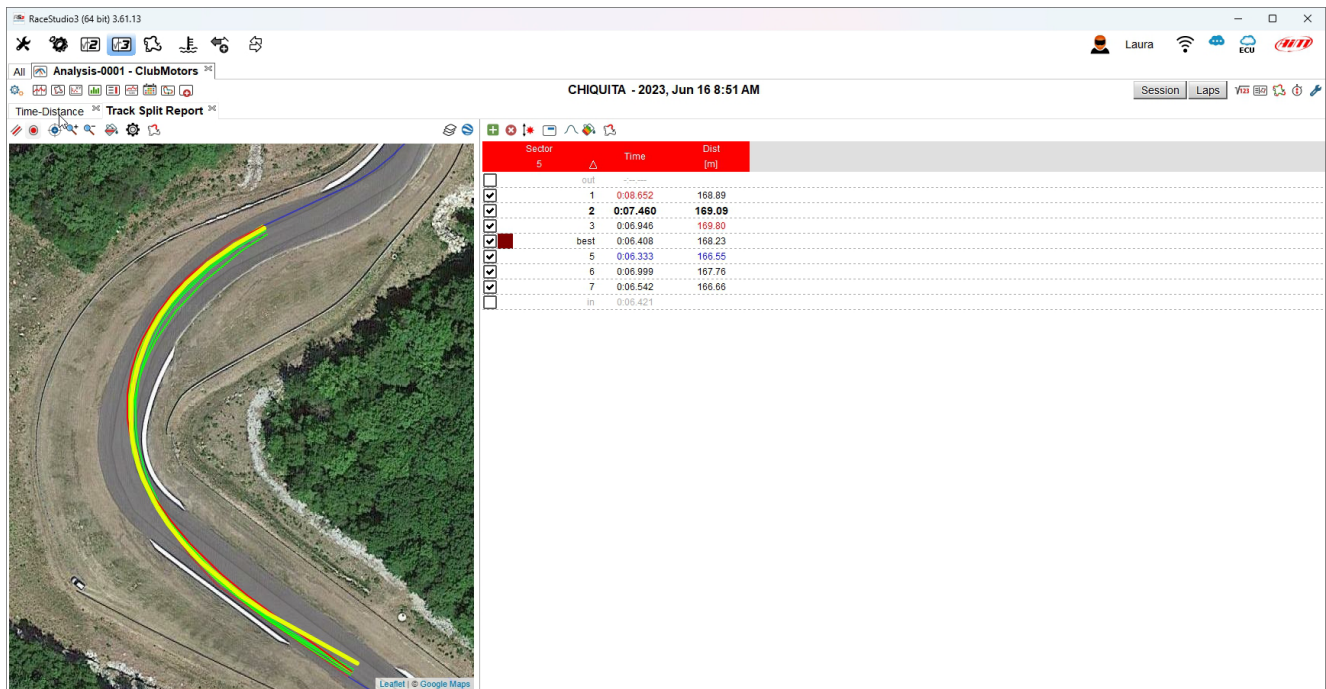 RaceStudio3 (64 bit) 3.61.13
Laura
ECU
All Analysis-0001 - ClubMotors
CHIQUITA - 2023, Jun 16 8:51 AM
Session Laps
Time-Distance Track Split Report
Sector Time Dist
5 [m]
out -:--.---
1 0:08.652 168.89
2 0:07.460 169.09
3 0:06.946 169.80
best 0:06.408 168.23
5 0:06.333 166.55
6 0:06.999 167.76
7 0:06.542 166.66
in 0:06.421
Leaflet | © Google Maps